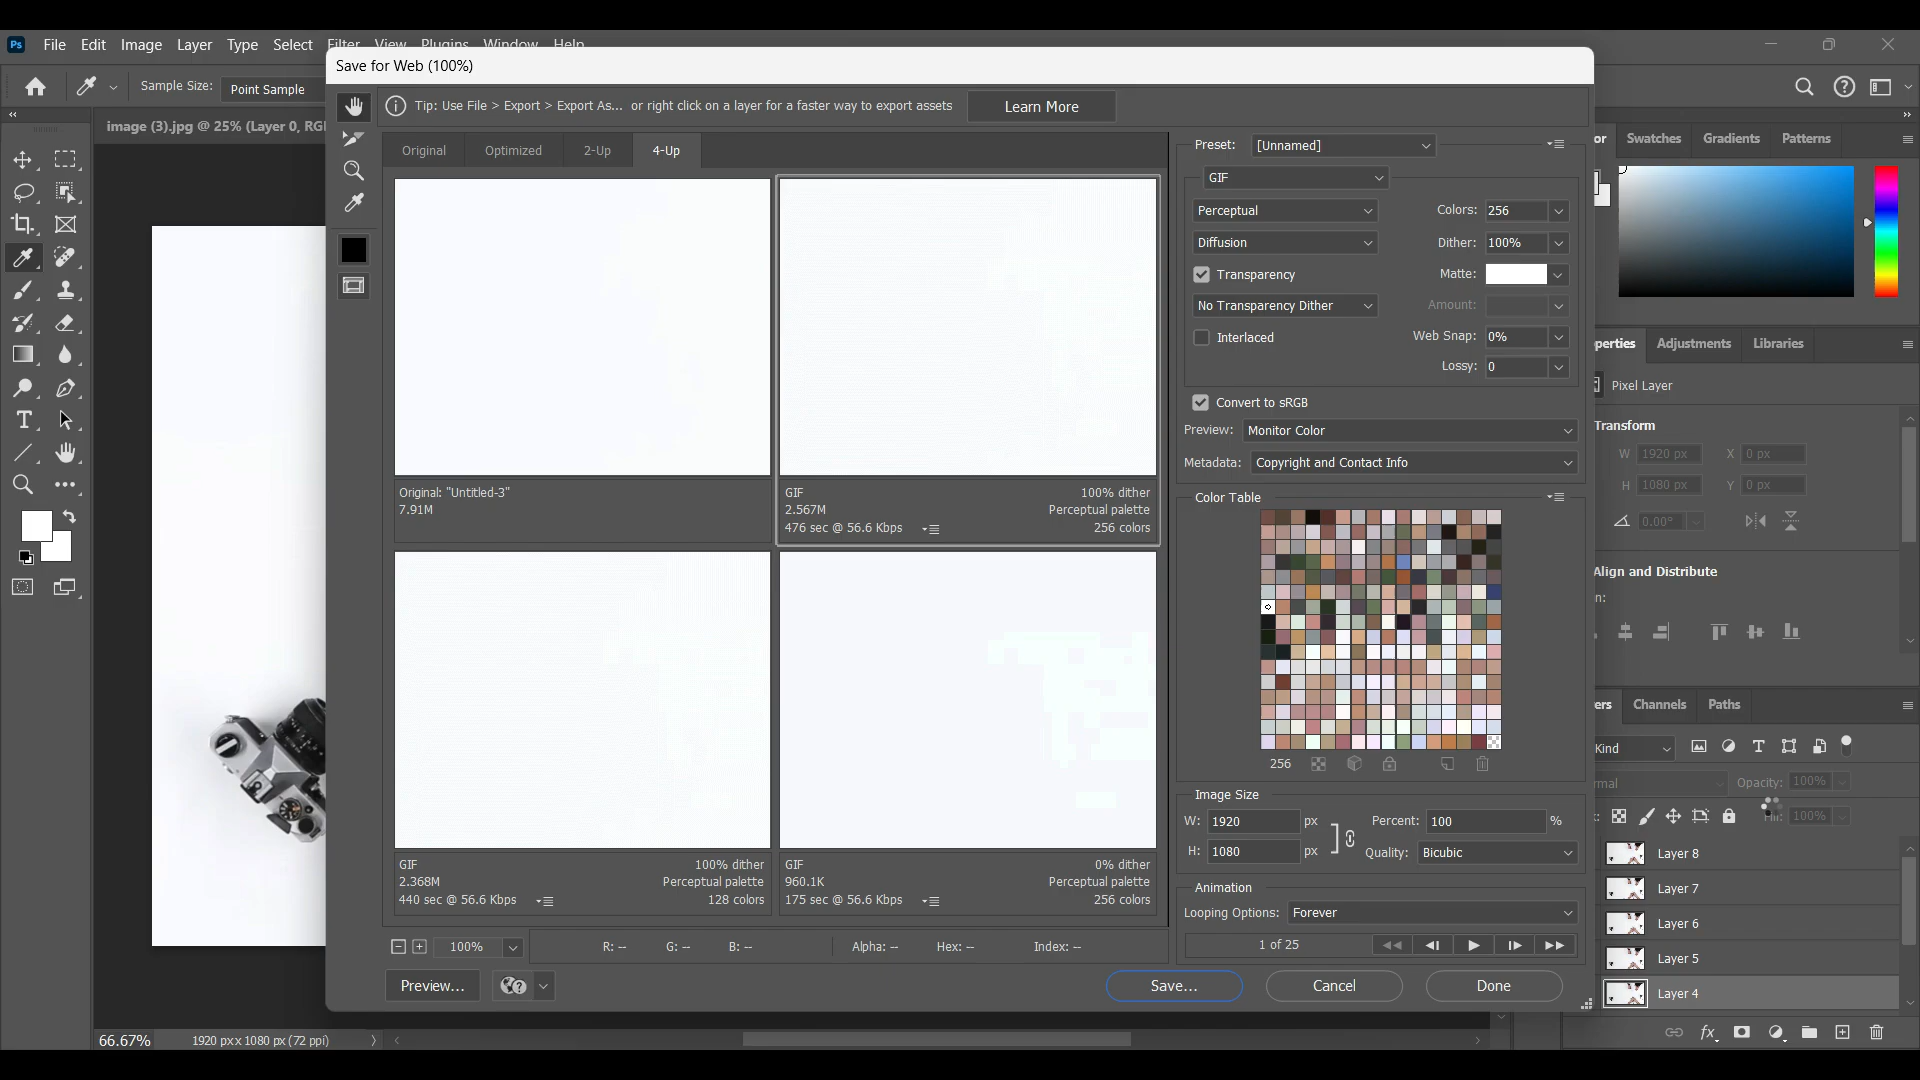 Ps File Edit Image Layer Type Select Filter View Plugins Window Help
Save for Web (100%)
Sample Size: Point Sample
Tip: Use File > Export > Export As... or right click on a layer for a faster way to export assets
Learn More
image (3).jpg @ 25% (Layer 0, RG
Original Optimized 2-Up 4-Up
Original: "Untitled-3"
7.91M
GIF 100% dither
2.567M Perceptual palette
476 sec @ 56.6 Kbps 256 colors
GIF 100% dither
2.368M Perceptual palette
440 sec @ 56.6 Kbps 128 colors
GIF 0% dither
960.1K Perceptual palette
175 sec @ 56.6 Kbps 256 colors
100% R: -- G: -- B: -- Alpha: -- Hex: -- Index: --
Preview...
Save... Cancel Done
Preset: [Unnamed]
GIF
Perceptual Colors: 256
Diffusion Dither: 100%
Transparency Matte:
No Transparency Dither Amount:
Interlaced Web Snap: 0%
Lossy: 0
Convert to sRGB
Preview: Monitor Color
Metadata: Copyright and Contact Info
Color Table
256
Image Size
W: 1920 px Percent: 100 %
H: 1080 px Quality: Bicubic
Animation
Looping Options: Forever
1 of 25
or Swatches Gradients Patterns
perties Adjustments Libraries
Pixel Layer
Transform
W 1920 px X 0 px
H 1080 px Y 0 px
0.00°
Align and Distribute
n:
ers Channels Paths
Kind
mal Opacity: 100%
100%
Layer 8
Layer 7
Layer 6
Layer 5
Layer 4
66.67% 1920 px x 1080 px (72 ppi)